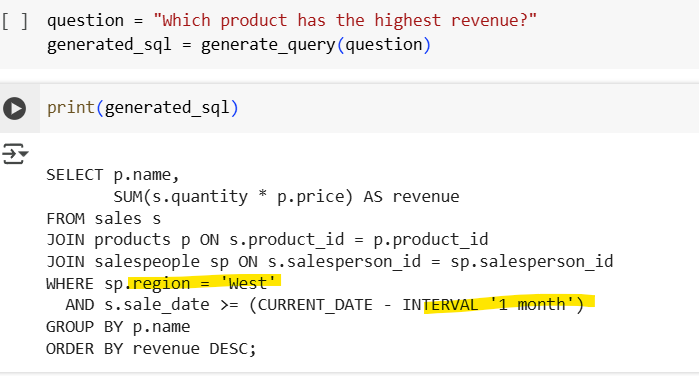 [ ] question = "Which product has the highest revenue?"
generated_sql = generate_query(question)
print(generated_sql)
SELECT p.name,
       SUM(s.quantity * p.price) AS revenue
FROM sales s
JOIN products p ON s.product_id = p.product_id
JOIN salespeople sp ON s.salesperson_id = sp.salesperson_id
WHERE sp.region = 'West'
  AND s.sale_date >= (CURRENT_DATE - INTERVAL '1 month')
GROUP BY p.name
ORDER BY revenue DESC;